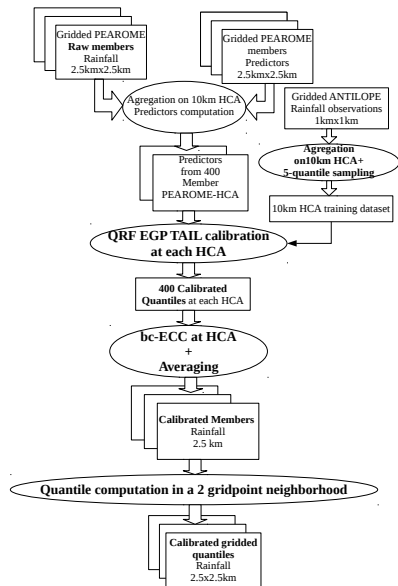 Gridded PEAROME
Raw members
Rainfall
2.5kmx2.5km
Gridded PEAROME
members
Predictors
2.5kmx2.5km
Agregation on 10km HCA
Predictors computation
Gridded ANTILOPE
Rainfall observations
1kmx1km
Agregation
on10km HCA+
5-quantile sampling
Predictors
from 400
Member
PEAROME-HCA
10km HCA training dataset
QRF EGP TAIL calibration
at each HCA
400 Calibrated
Quantiles at each HCA
bc-ECC at HCA
+
Averaging
Calibrated Members
Rainfall
2.5 km
Quantile computation in a 2 gridpoint neighborhood
Calibrated gridded
quantiles
Rainfall
2.5x2.5km